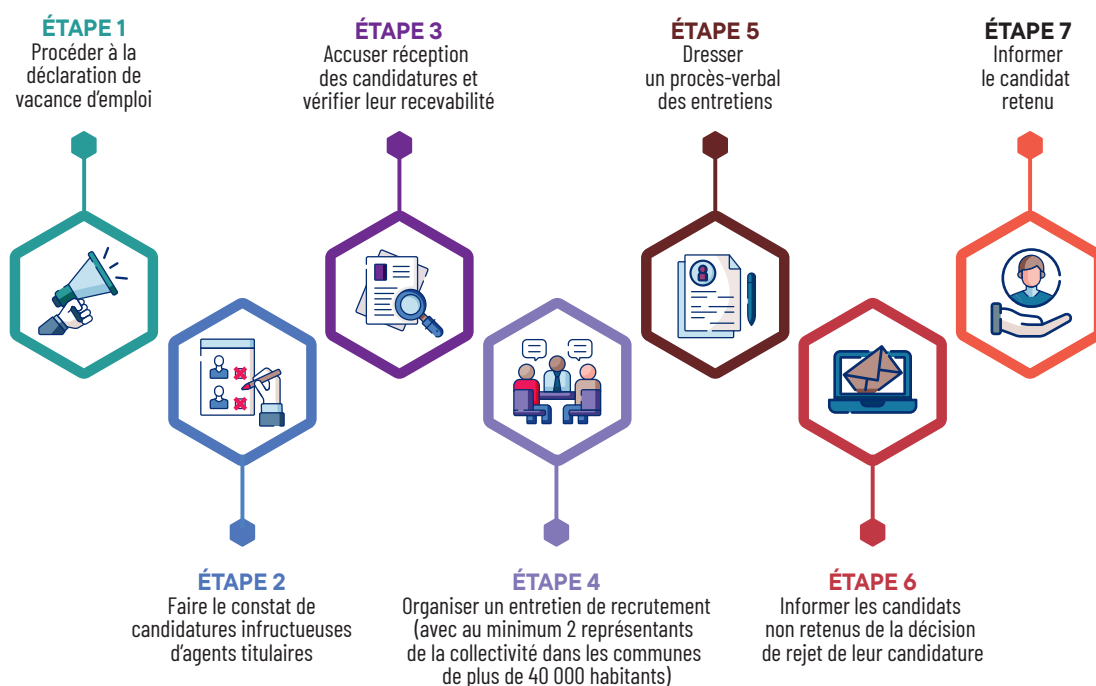 ÉTAPE 1
Procéder à la
déclaration de
vacance d'emploi
ÉTAPE 2
Faire le constat de
candidatures infructueuses
d'agents titulaires
ÉTAPE 3
Accuser réception
des candidatures et
vérifier leur recevabilité
ÉTAPE 4
Organiser un entretien de recrutement
(avec au minimum 2 représentants
de la collectivité dans les communes
de plus de 40 000 habitants)
ÉTAPE 5
Dresser
un procès-verbal
des entretiens
ÉTAPE 6
Informer les candidats
non retenus de la décision
de rejet de leur candidature
ÉTAPE 7
Informer
le candidat
retenu